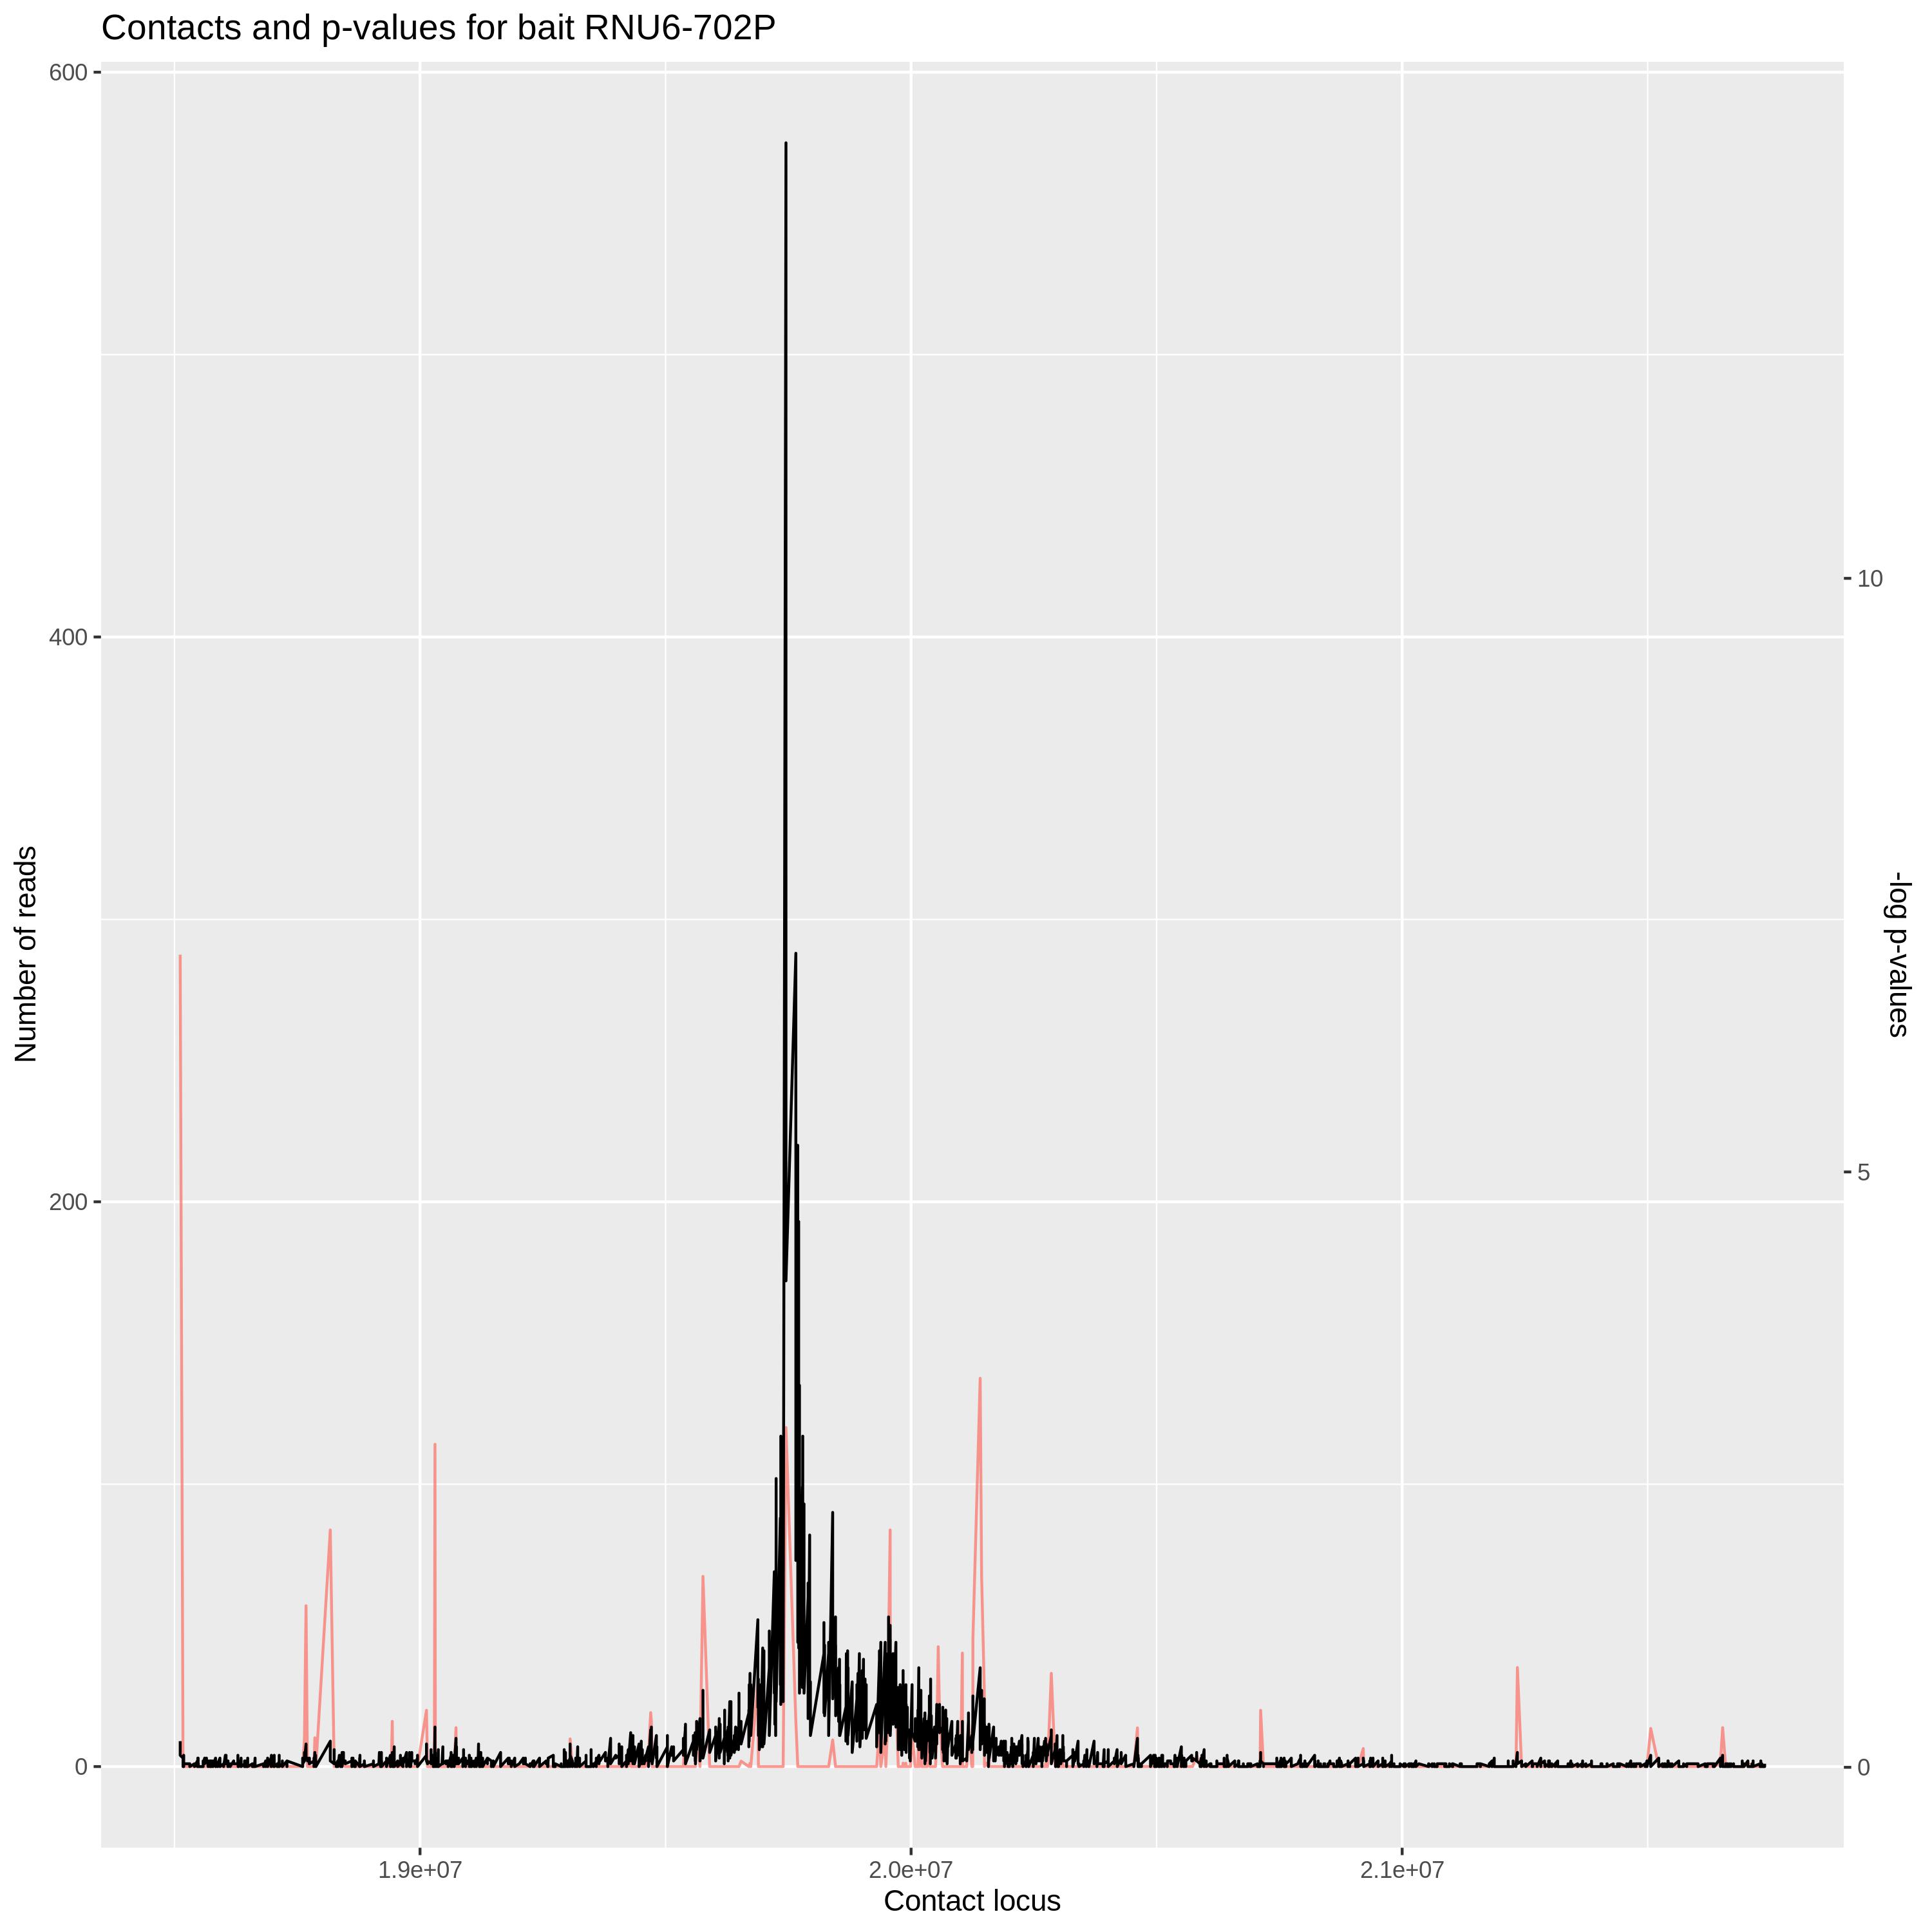 Contacts and p-values for bait RNU6-702P
600
400
200
0
Number of reads
10
5
0
-log p-values
1.9e+07
2.0e+07
2.1e+07
Contact locus